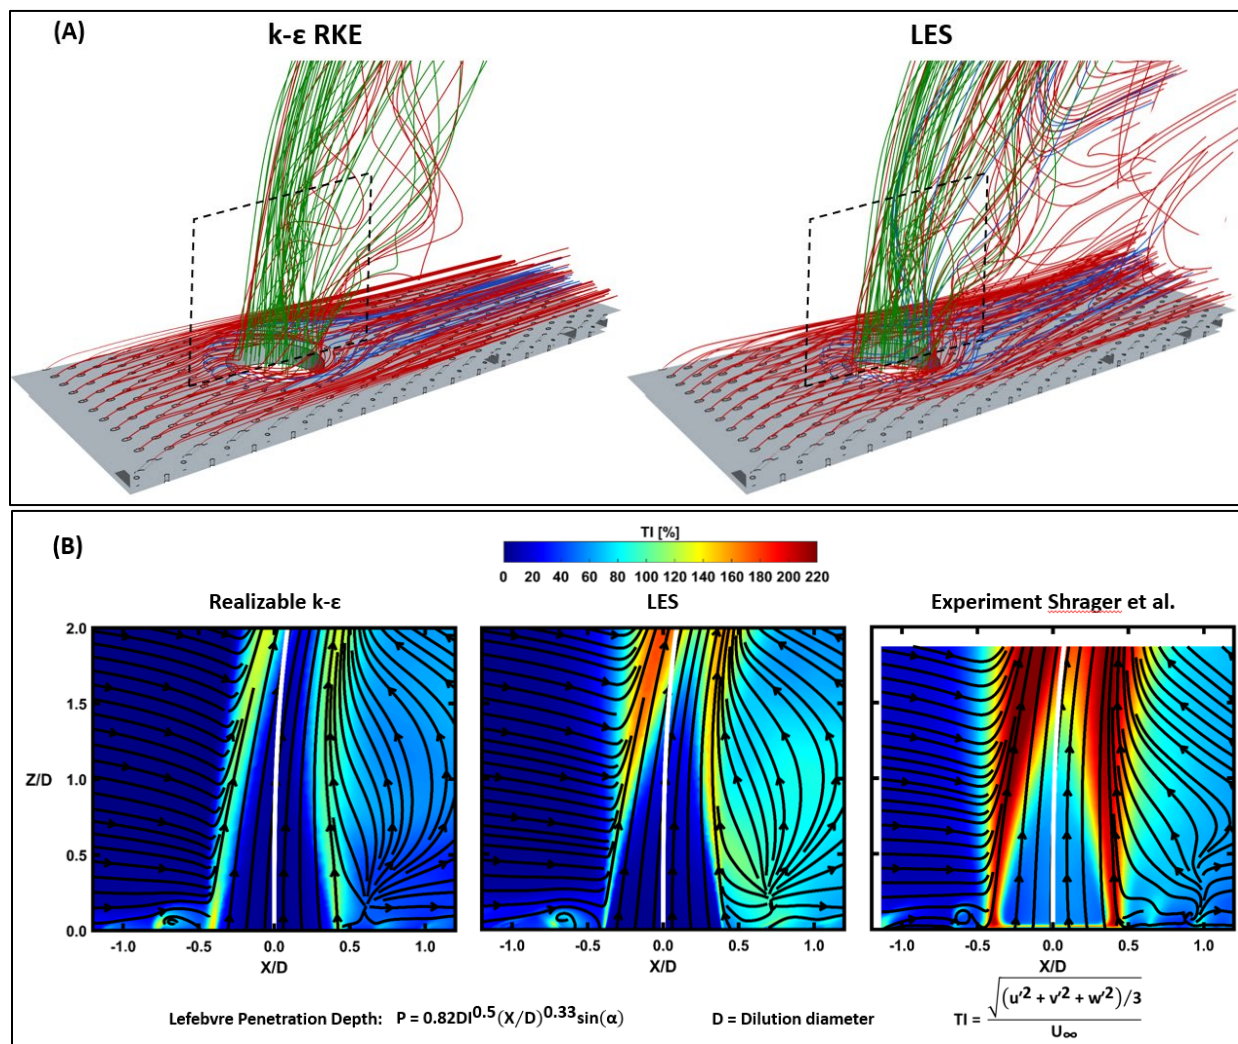 (A)
k-ε RKE
LES
(B)
TI [%]
0 20 40 60 80 100 120 140 160 180 200 220
Realizable k-ε
LES
Experiment Shrager et al.
2.0
1.5
Z/D
1.0
0.5
0.0
-1.0 -0.5 0.0 0.5 1.0
X/D
-1.0 -0.5 0.0 0.5 1.0
X/D
-1.0 -0.5 0.0 0.5 1.0
X/D
Lefebvre Penetration Depth: P = 0.82DI^0.5(X/D)^0.33sin(α)
D = Dilution diameter
TI = √(u'² + v'² + w'²)/3
U∞